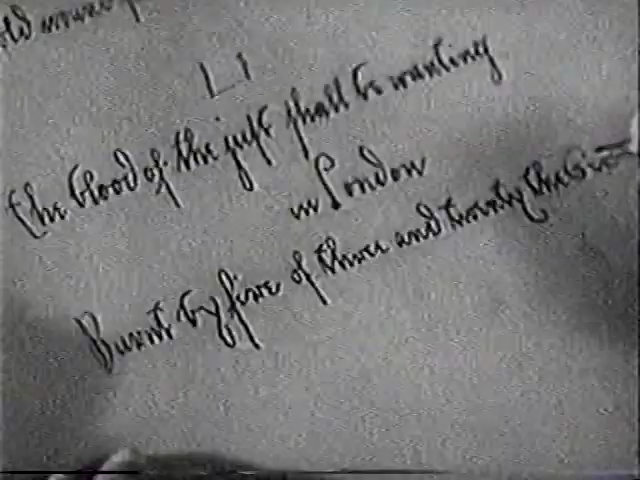 LI
the blood of the just shall be wanting
in London
Burnt by fire of three and twenty the Sixes